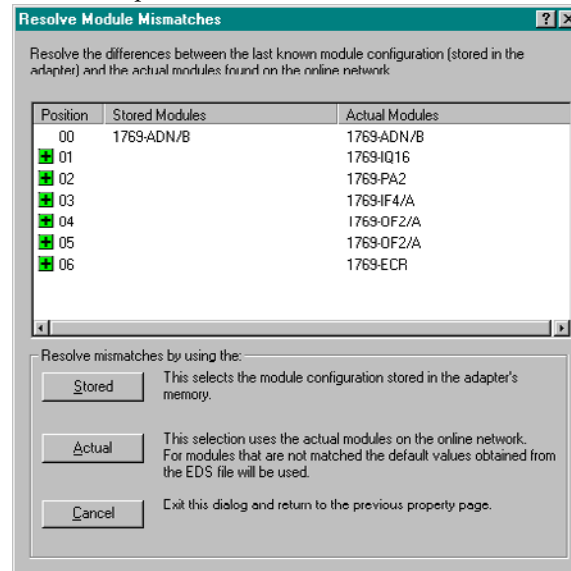 Resolve Module Mismatches
Resolve the differences between the last known module configuration (stored in the
adapter) and the actual modules found on the online network
Position Stored Modules Actual Modules
00 1769-ADN/B 1769-ADN/B
01 1769-IQ16
02 1769-PA2
03 1769-IF4/A
04 1769-OF2/A
05 1769-OF2/A
06 1769-ECR
Resolve mismatches by using the:
Stored This selects the module configuration stored in the adapter's
memory.
Actual This selection uses the actual modules on the online network.
For modules that are not matched the default values obtained from
the EDS file will be used.
Cancel Exit this dialog and return to the previous property page.